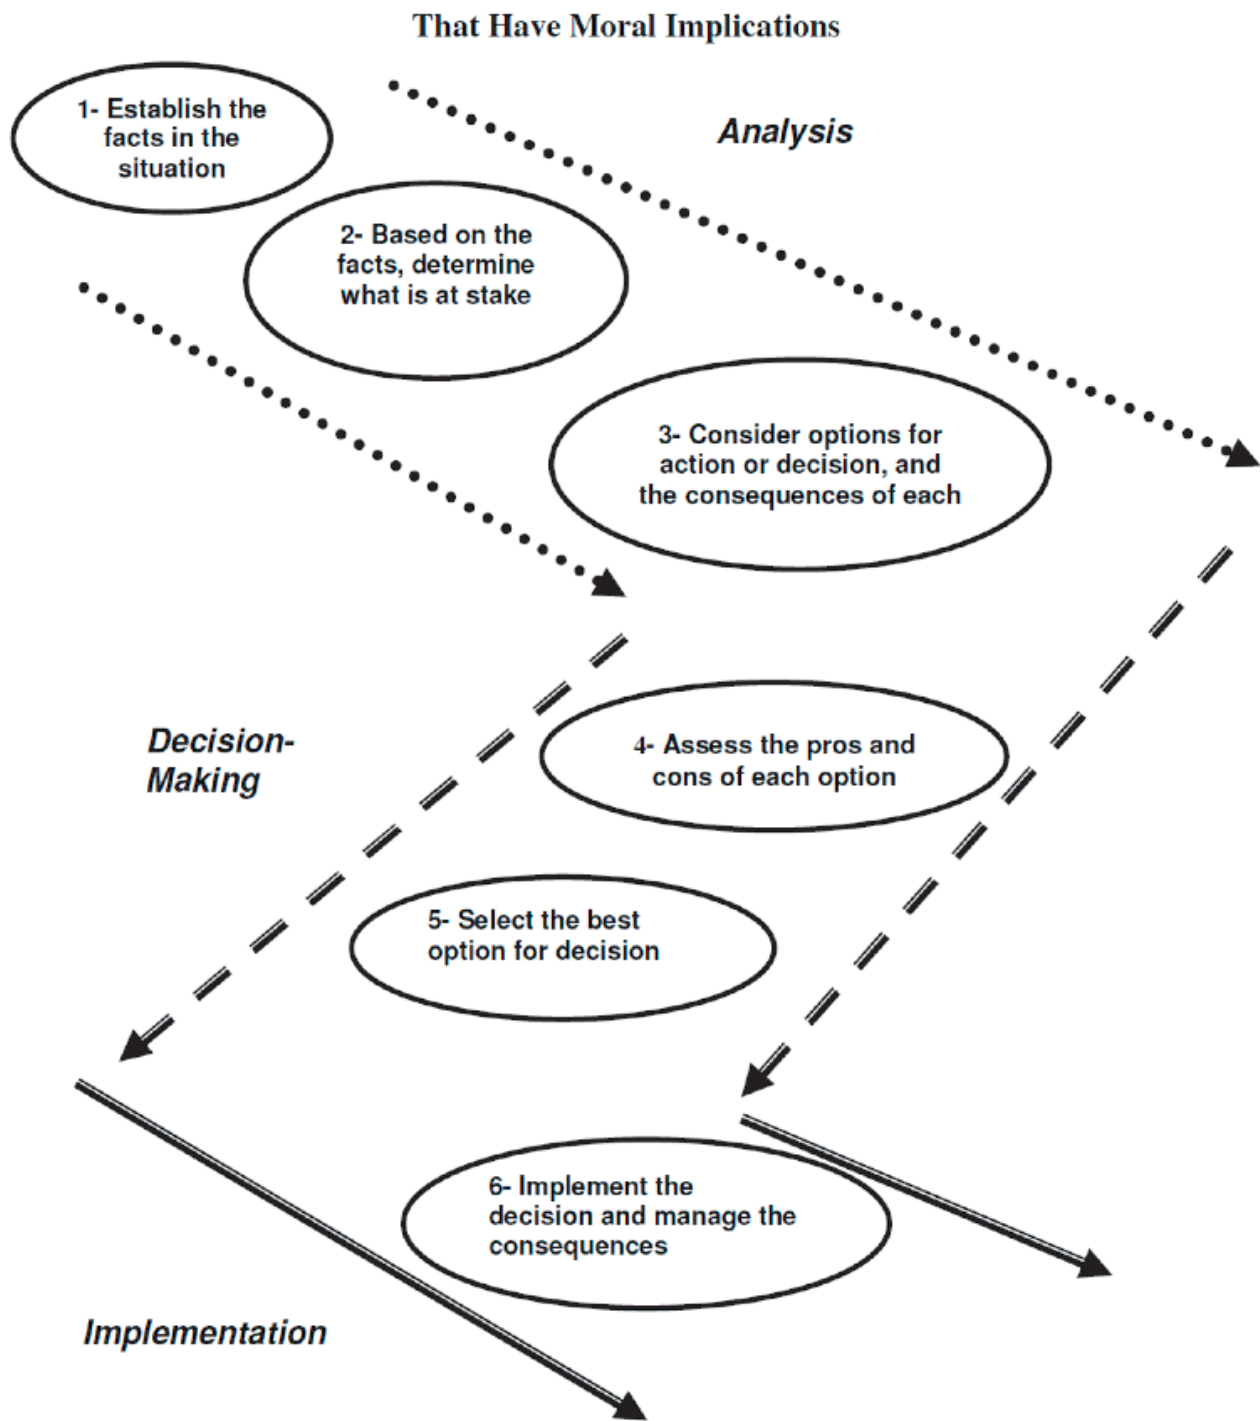 That Have Moral Implications
1- Establish the
facts in the
situation
Analysis
2- Based on the
facts, determine
what is at stake
3- Consider options for
action or decision, and
the consequences of each
Decision-
Making
4- Assess the pros and
cons of each option
5- Select the best
option for decision
6- Implement the
decision and manage the
consequences
Implementation